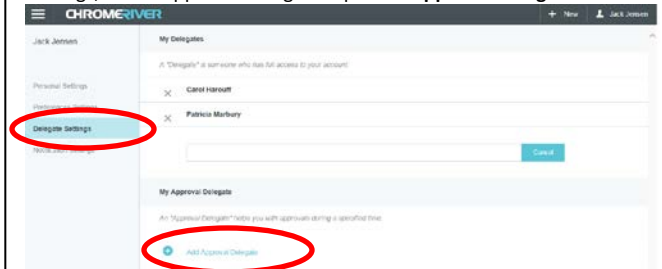 CHROMERIVER
+ New Jack Jensen
Jack Jensen
My Delegates
A "Delegate" is someone who has full access to your account
Personal Settings
Carol Harouff
Patricia Marbury
Delegate Settings
Cancel
My Approval Delegate
An "Approval Delegate" helps you with approvals during a specified time
Add Approval Delegate